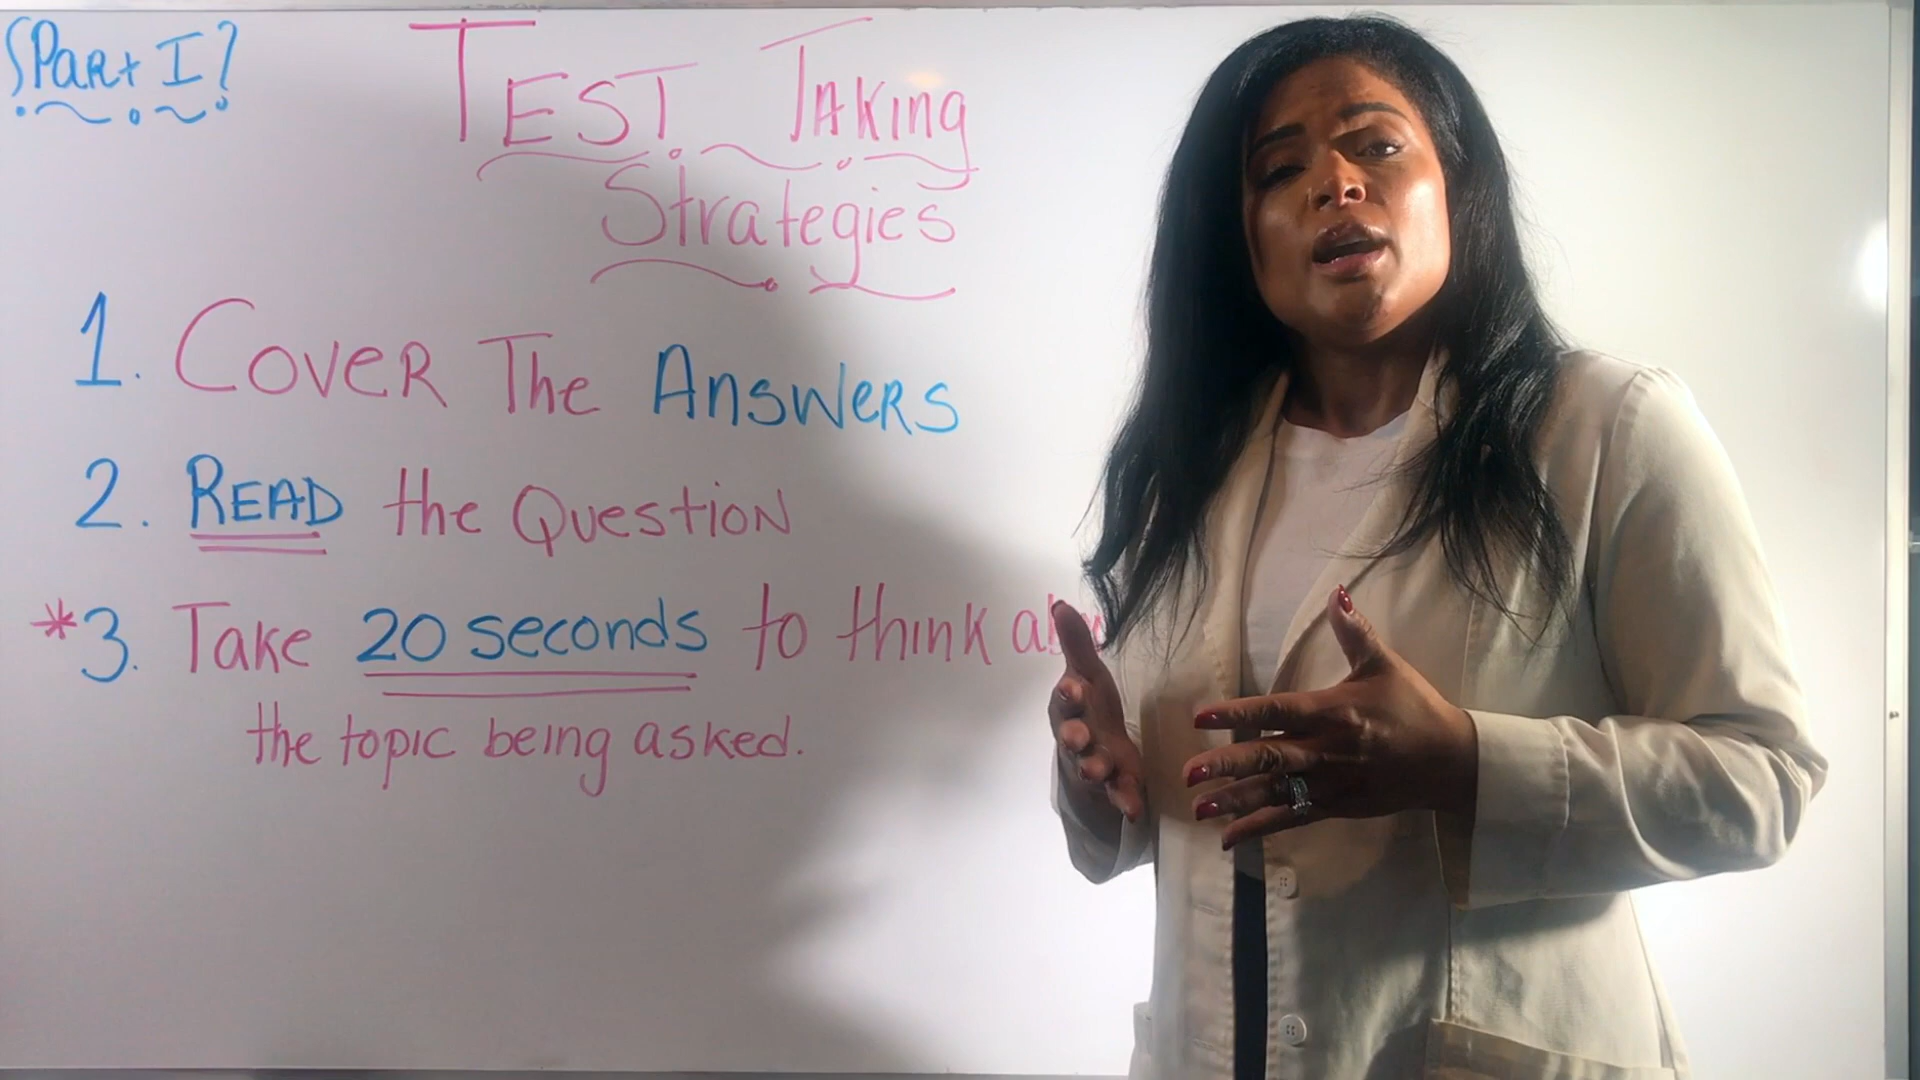 Part I
Test Taking
Strategies
1. Cover The Answers
2. READ the Question
*3. Take 20 seconds to think
the topic being asked.